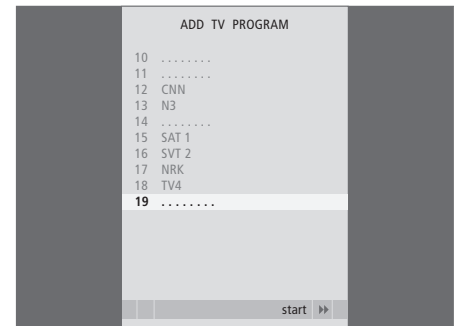 ADD TV PROGRAM
10 ........
11 ........
12 CNN
13 N3
14 ........
15 SAT 1
16 SVT 2
17 NRK
18 TV4
19 ........
start